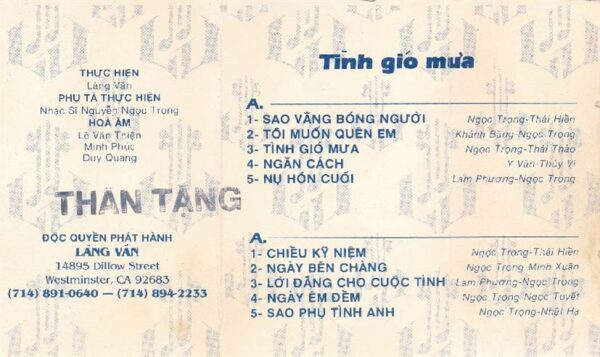 THỰC HIỆN
Làng Văn
PHỤ TÁ THỰC HIỆN
Nhạc Sĩ Nguyễn Ngọc Trọng
HOÀ ÂM
Lê Văn Thiện
Minh Phúc
Duy Quang
THÂN TẶNG
ĐỘC QUYỀN PHÁT HÀNH
LÀNG VĂN
14895 Dillow Street
Westminster, CA 92683
(714) 891-0640 — (714) 894-2233
Tình gió mưa
A.
1- SAO VẮNG BÓNG NGƯỜI Ngọc Trọng-Thái Hiền
2- TÔI MUỐN QUÊN EM Khánh Băng-Ngọc Trọng
3- TÌNH GIÓ MƯA Ngọc Trọng-Thái Thảo
4- NGĂN CÁCH Y Vân-Thúy Vi
5- NỤ HÔN CUỐI Lam Phương-Ngọc Trọng
A.
1- CHIỀU KỸ NIỆM Ngọc Trọng-Thái Hiền
2- NGÀY BÊN CHÀNG Ngọc Trọng-Minh Xuân
3- LỜI ĐẮNG CHO CUỘC TÌNH Lam Phương-Ngọc Trọng
4- NGÀY ÊM ĐỀM Ngọc Trọng-Ngọc Tuyết
5- SAO PHỤ TÌNH ANH Ngọc Trọng-Nhật Hạ